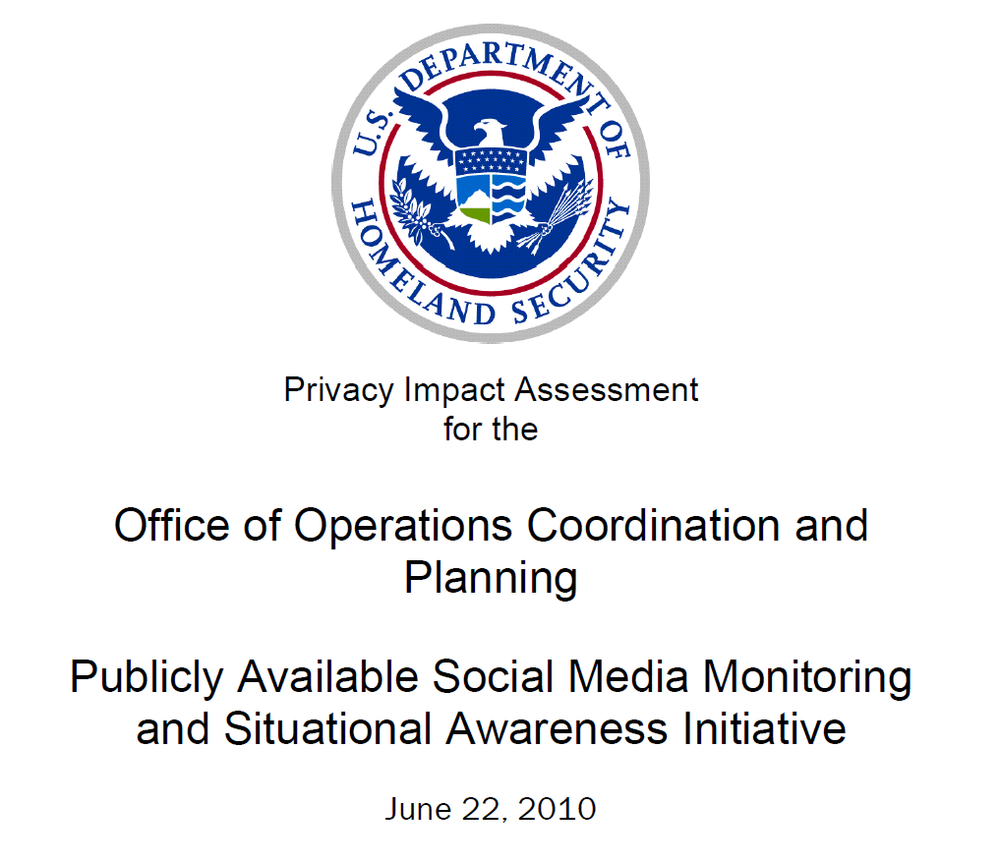 U.S. DEPARTMENT OF
HOMELAND SECURITY
Privacy Impact Assessment
for the
Office of Operations Coordination and
Planning
Publicly Available Social Media Monitoring
and Situational Awareness Initiative
June 22, 2010